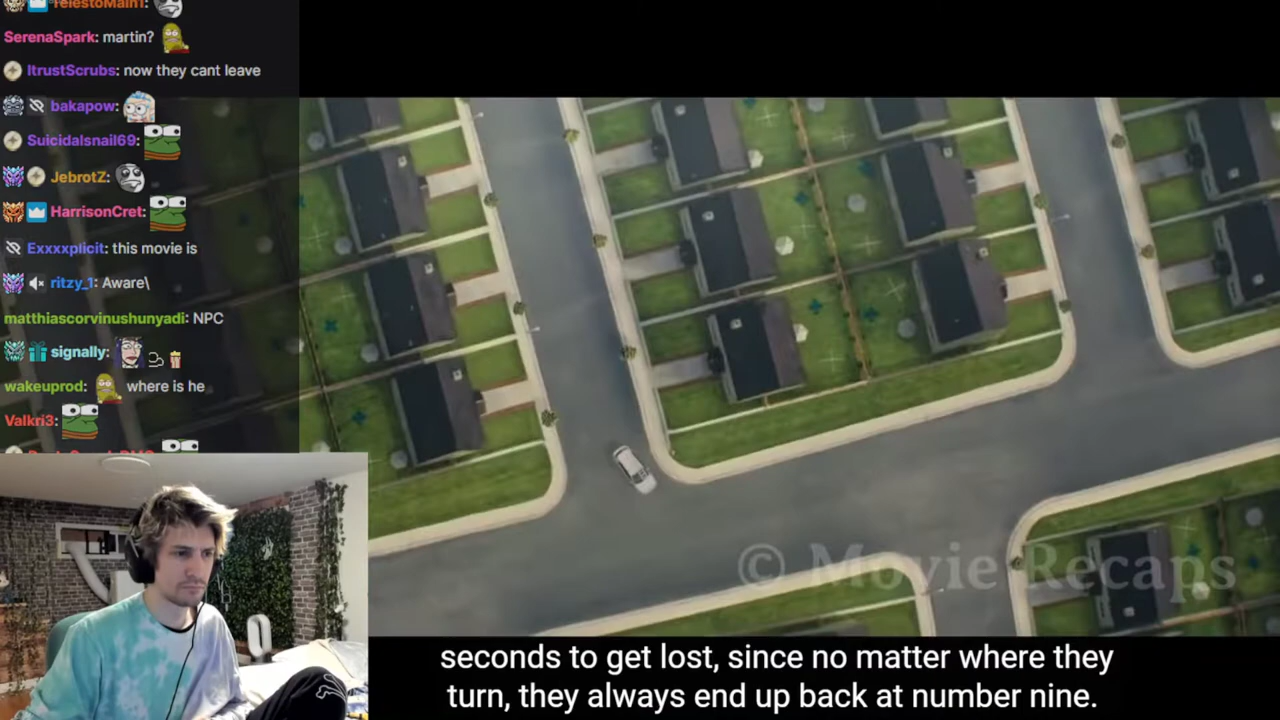 TelestoMain1:
SerenaSpark: martin?
ItrustScrubs: now they cant leave
bakapow:
Suicidalsnail69:
JebrotZ:
HarrisonCret:
Exxxxplicit: this movie is
ritzy_1: Aware\
matthiascorvinushunyadi: NPC
signally:
wakeuprod: where is he
Valkri3:
© Movie Recaps
seconds to get lost, since no matter where they
turn, they always end up back at number nine.